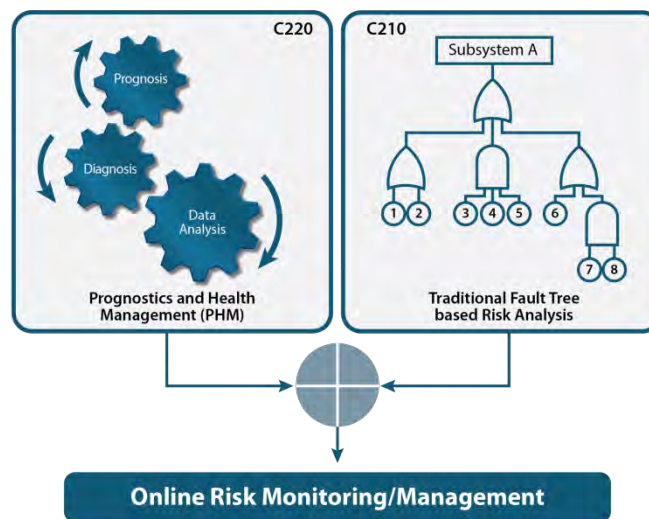 C220
Prognosis
Diagnosis
Data
Analysis
Prognostics and Health
Management (PHM)
C210
Subsystem A
1 2 3 4 5 6
7 8
Traditional Fault Tree
based Risk Analysis
Online Risk Monitoring/Management